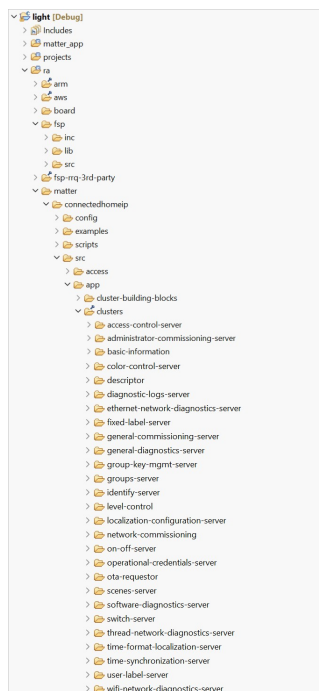 light [Debug]
Includes
matter_app
projects
ra
arm
aws
board
fsp
inc
lib
src
fsp-rrq-3rd-party
matter
connectedhomeip
config
examples
scripts
src
access
app
cluster-building-blocks
clusters
access-control-server
administrator-commissioning-server
basic-information
color-control-server
descriptor
diagnostic-logs-server
ethernet-network-diagnostics-server
fixed-label-server
general-commissioning-server
general-diagnostics-server
group-key-mgmt-server
groups-server
identify-server
level-control
localization-configuration-server
network-commissioning
on-off-server
operational-credentials-server
ota-requestor
scenes-server
software-diagnostics-server
switch-server
thread-network-diagnostics-server
time-format-localization-server
time-synchronization-server
user-label-server
wifi-network-diagnostics-server